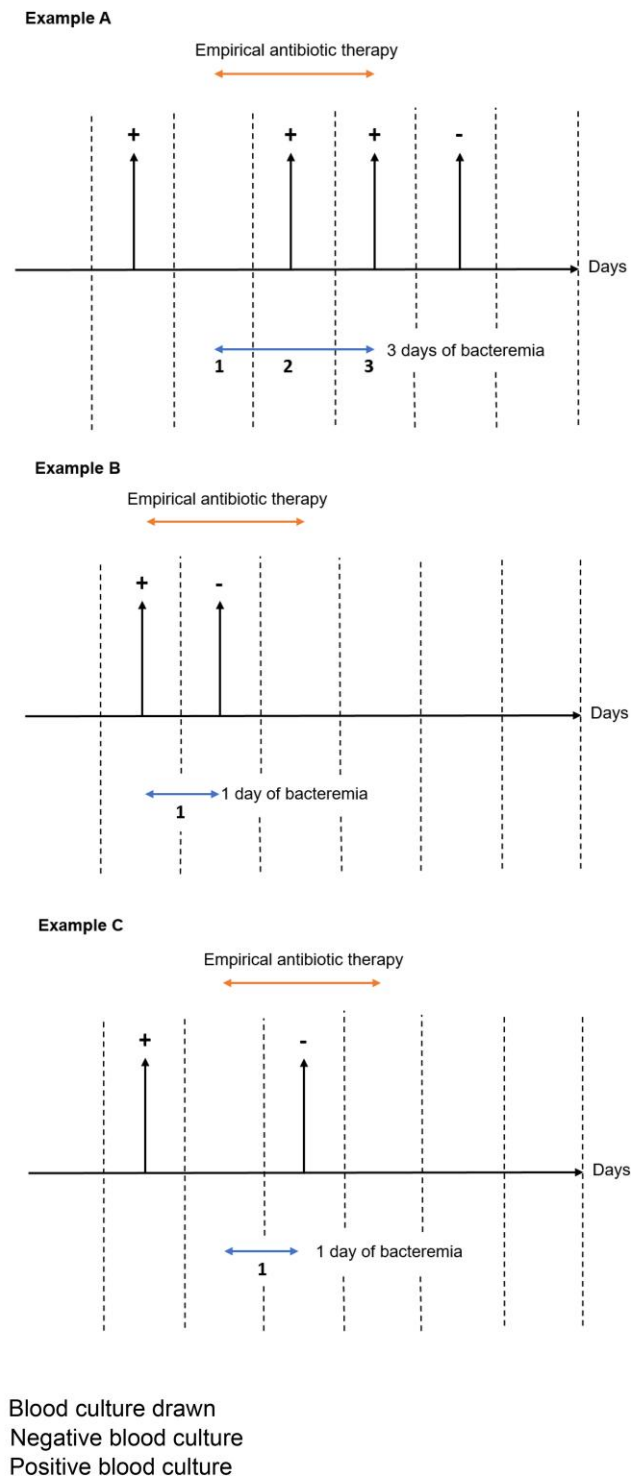 Example A
Empirical antibiotic therapy
+ + + -
Days
3 days of bacteremia
1 2 3
Example B
Empirical antibiotic therapy
+ -
Days
1 day of bacteremia
1
Example C
Empirical antibiotic therapy
+ -
Days
1 day of bacteremia
1
Blood culture drawn
Negative blood culture
Positive blood culture